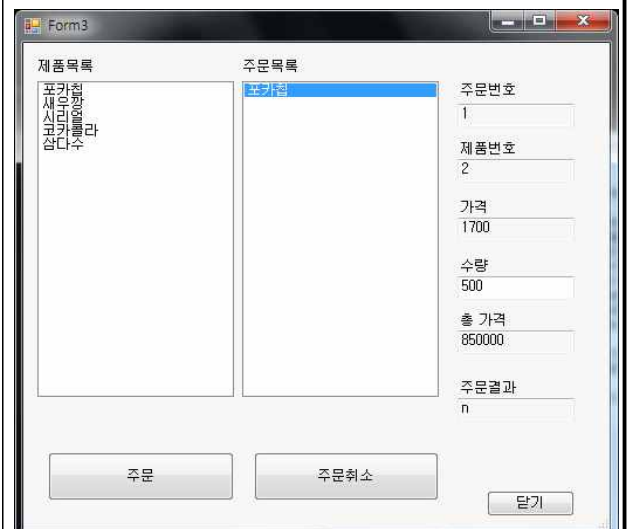 Form3
제품목록
포카칩
새우깡
시리얼
코카콜라
삼다수
주문목록
포카칩
주문번호
1
제품번호
2
가격
1700
수량
500
총 가격
850000
주문결과
n
주문
주문취소
닫기